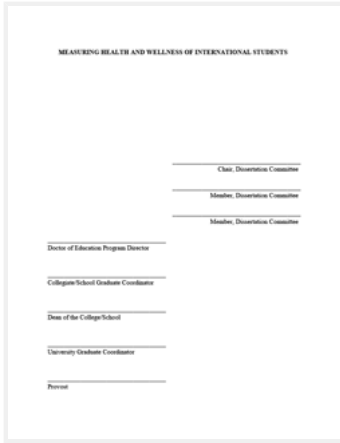 MEASURING HEALTH AND WELLNESS OF INTERNATIONAL STUDENTS
Chair, Dissertation Committee
Member, Dissertation Committee
Member, Dissertation Committee
Doctor of Education Program Director
Collegiate/School Graduate Coordinator
Dean of the College/School
University Graduate Coordinator
Provost